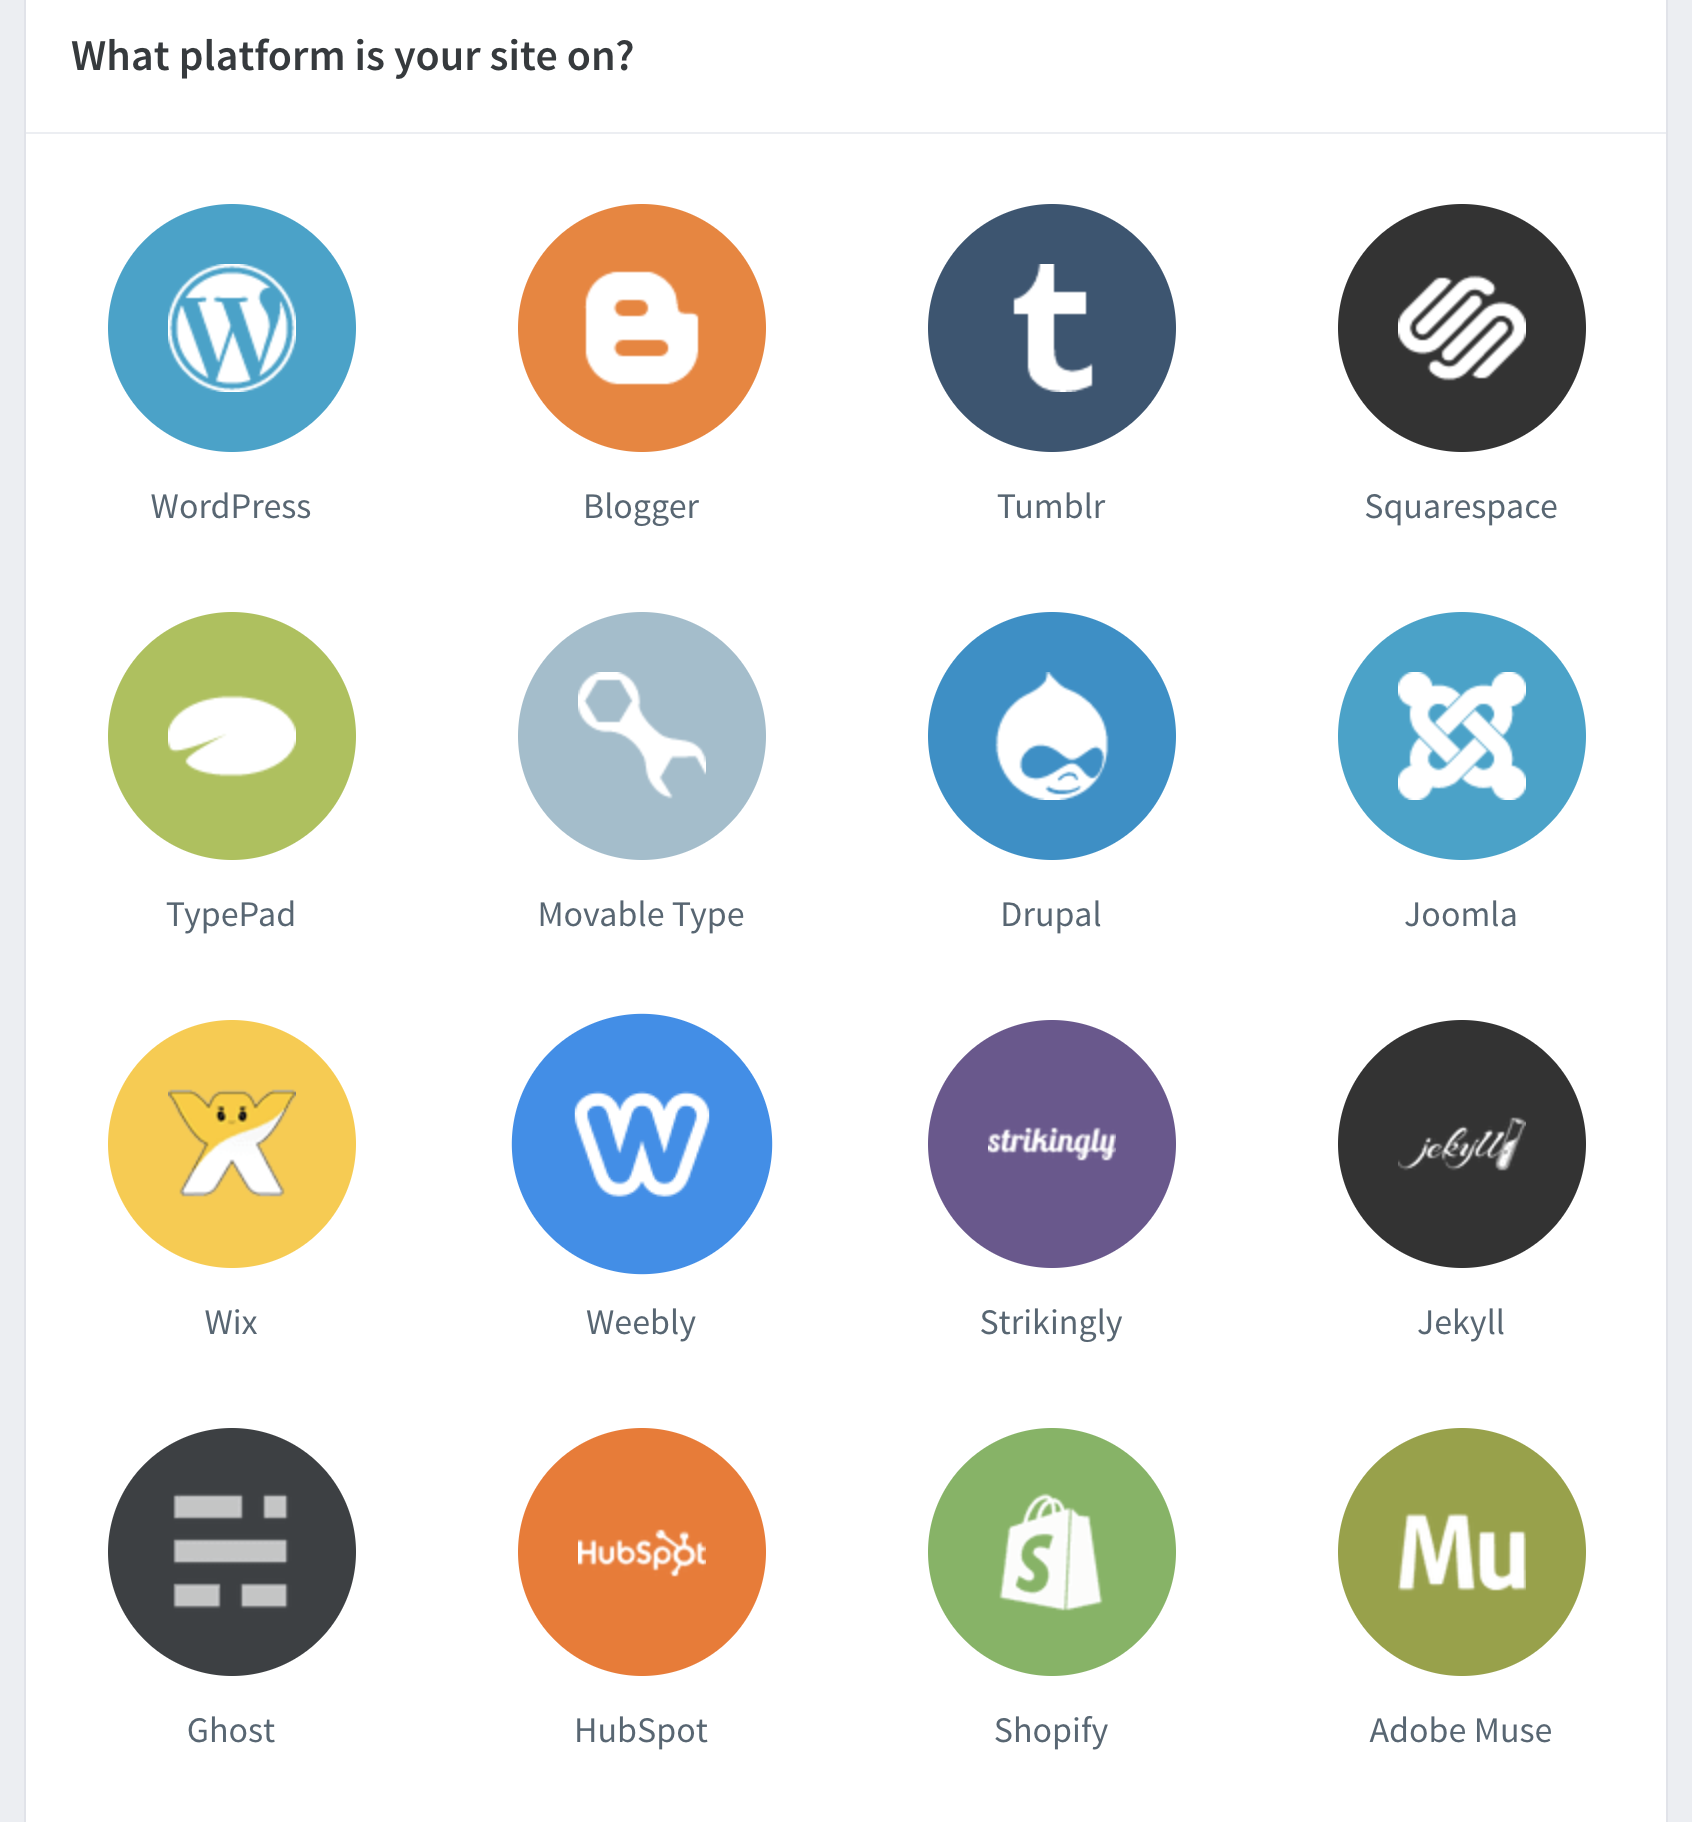 What platform is your site on?
WordPress
Blogger
Tumblr
Squarespace
TypePad
Movable Type
Drupal
Joomla
strikingly
jekyll
Wix
Weebly
Strikingly
Jekyll
HubSpot
S
Mu
Ghost
HubSpot
Shopify
Adobe Muse